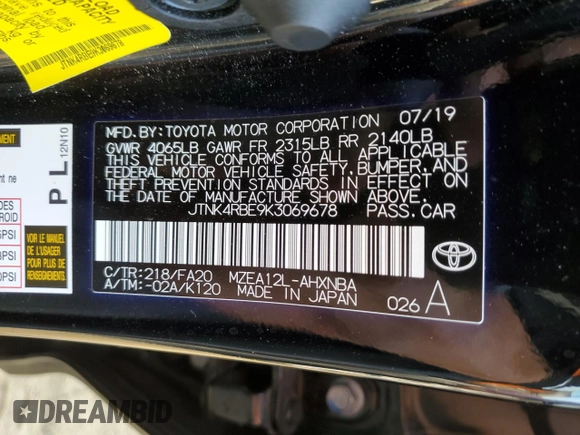 LOAD
CAPACITY
JTNK4RBE9K3069678
07/19
MFD. BY: TOYOTA MOTOR CORPORATION
GVWR 4065LB GAWR FR 2315LB RR 2140LB
THIS VEHICLE CONFORMS TO ALL APPLICABLE
FEDERAL MOTOR VEHICLE SAFETY, BUMPER, AND
THEFT PREVENTION STANDARDS IN EFFECT ON
THE DATE OF MANUFACTURE SHOWN ABOVE.
JTNK4RBE9K3069678 PASS. CAR
C/TR: 218/FA20 MZEA12L-AHXNBA
A/TM: -02A/K120 MADE IN JAPAN
026 A
P L 12N10
ne
VOIR LE
MANUEL
DE L'USAGER
POUR PLUS
PSI
PSI
PSI
DREAMBID